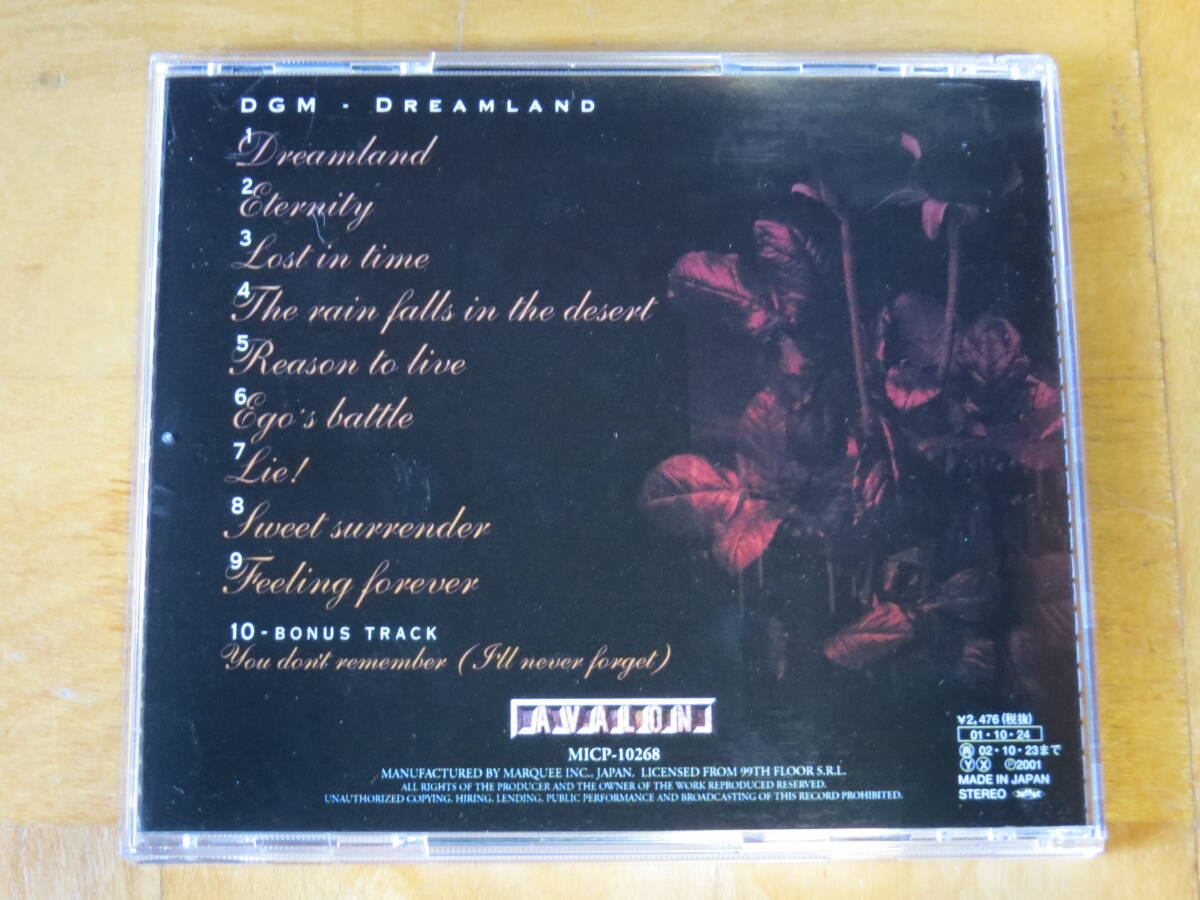 DGM - DREAMLAND
1 Dreamland
2 Eternity
3 Lost in time
4 The rain falls in the desert
5 Reason to live
6 Ego's battle
7 Lie!
8 Sweet surrender
9 Feeling forever
10 - BONUS TRACK
You don't remember (I'll never forget)
AVALON
MICP-10268
MANUFACTURED BY MARQUEE INC., JAPAN. LICENSED FROM 99TH FLOOR S.R.L.
ALL RIGHTS OF THE PRODUCER AND THE OWNER OF THE WORK REPRODUCED RESERVED.
UNAUTHORIZED COPYING, HIRING, LENDING, PUBLIC PERFORMANCE AND BROADCASTING OF THIS RECORD PROHIBITED.
¥2,476 (税抜)
01・10・24
再 02・10・23まで
Ⓨ Ⓧ Ⓟ2001
MADE IN JAPAN
STEREO